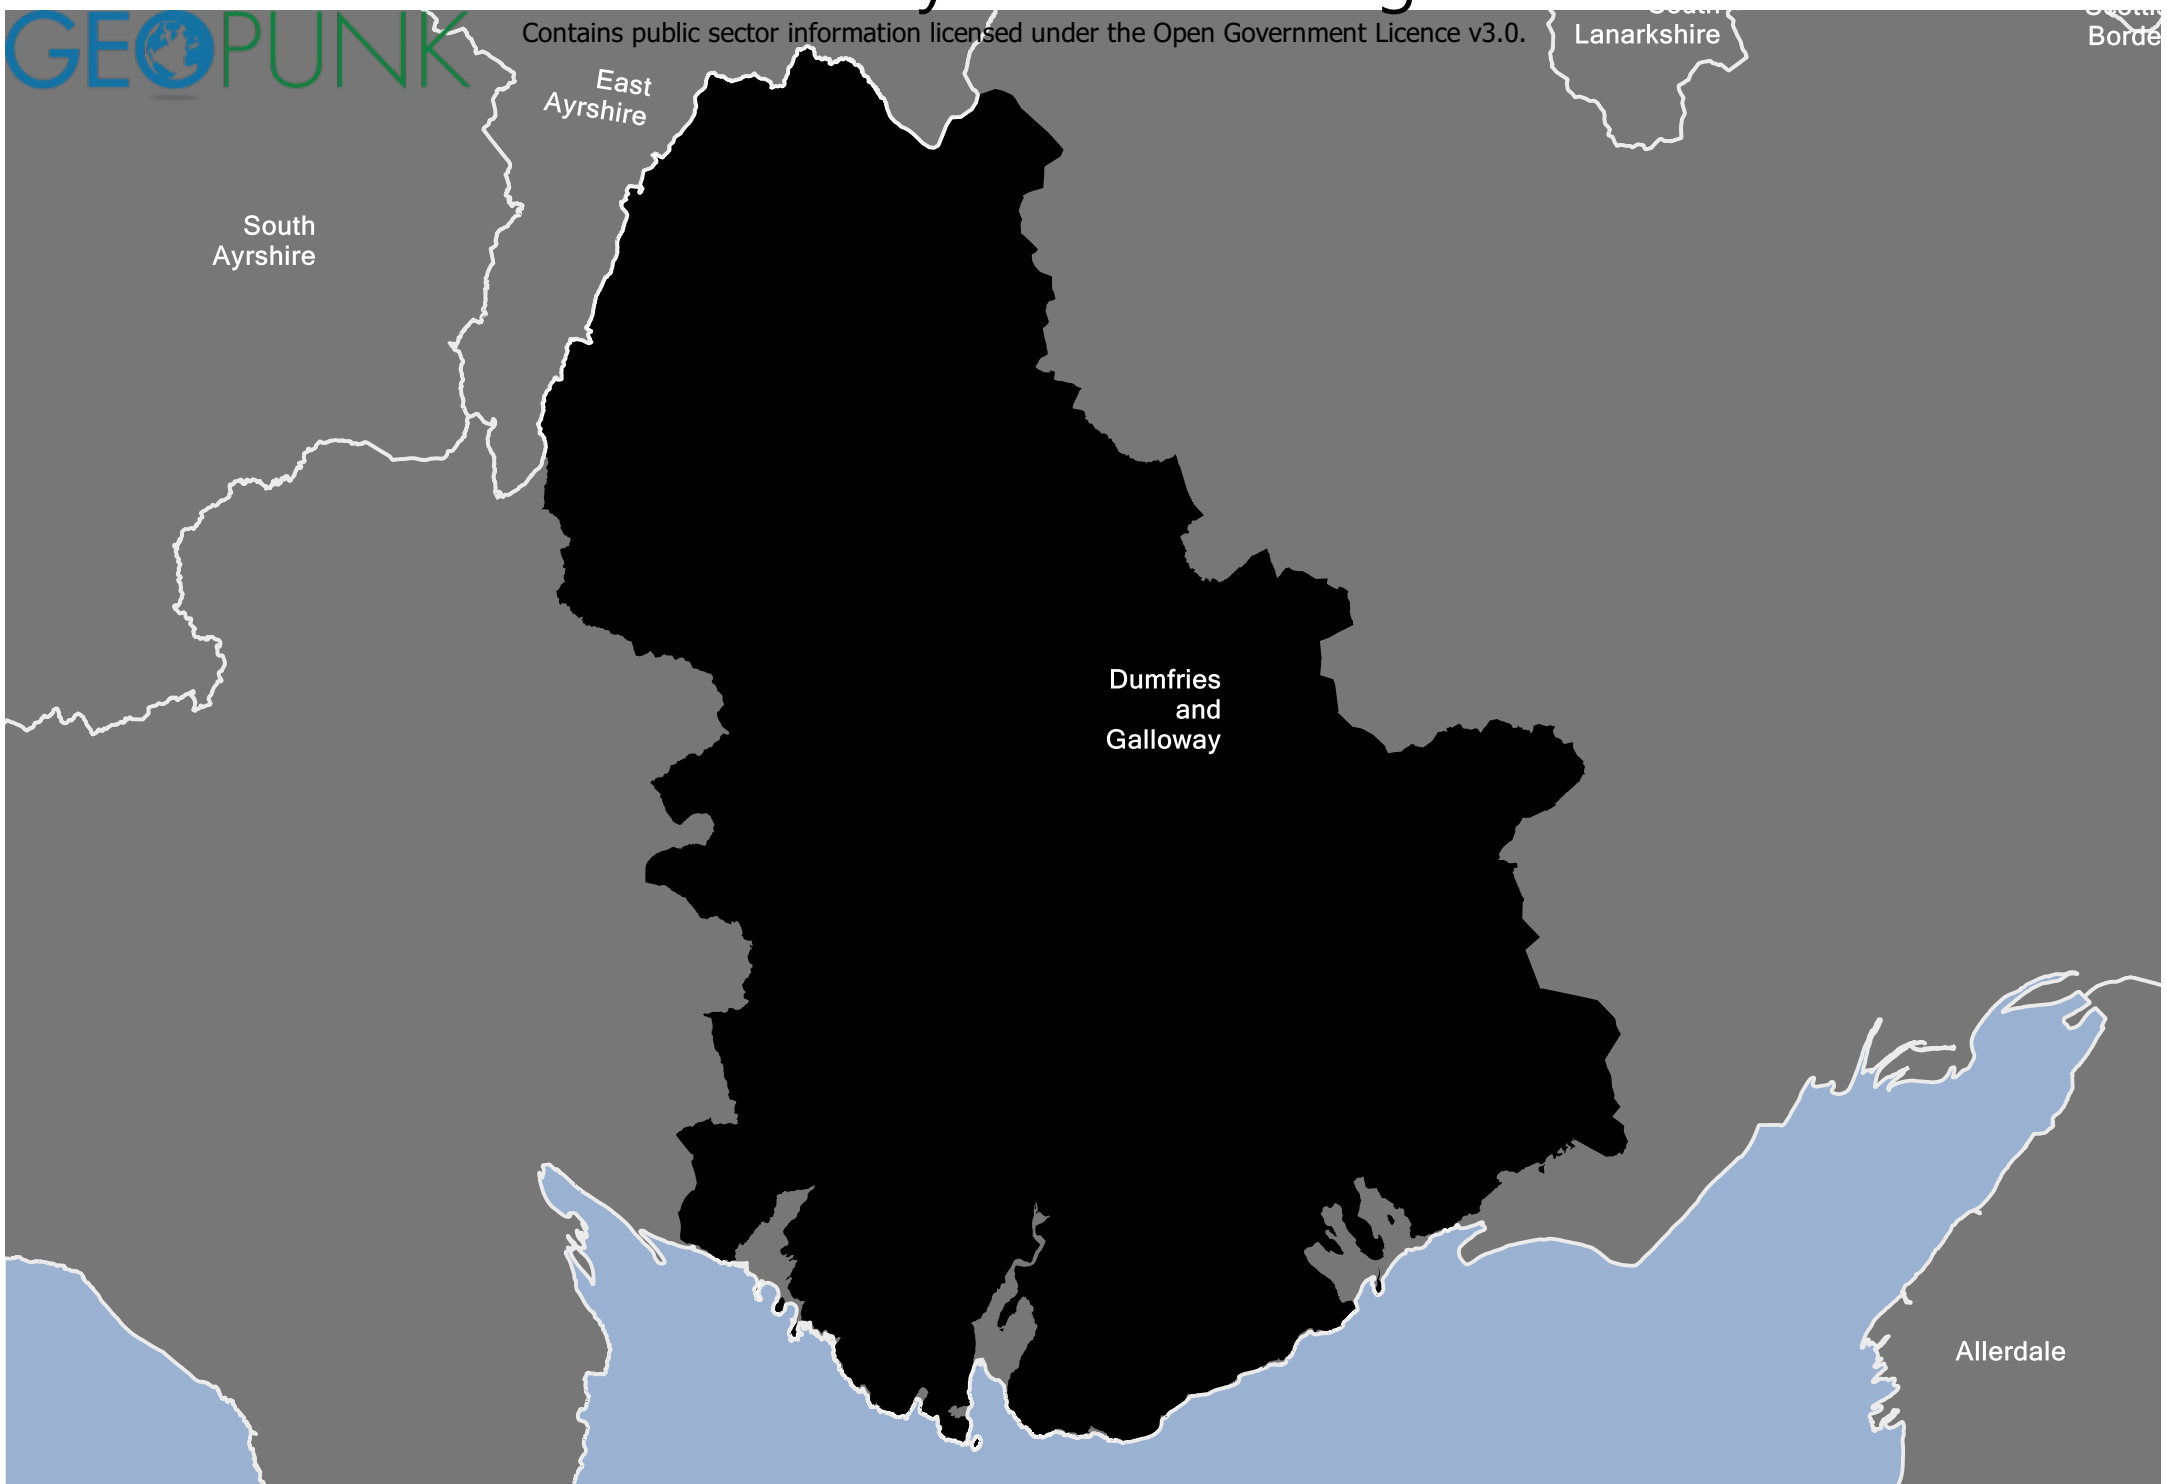 GEOPUNK
Contains public sector information licensed under the Open Government Licence v3.0.
South
Lanarkshire
East
Ayrshire
South
Ayrshire
Dumfries
and
Galloway
Allerdale